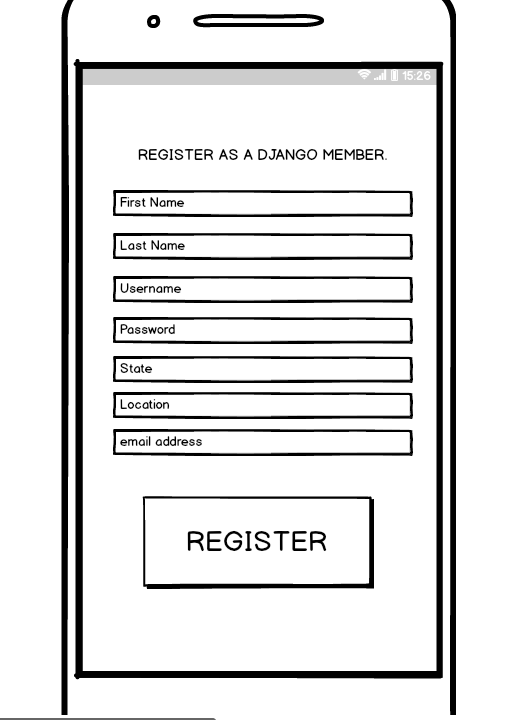 15:26
REGISTER AS A DJANGO MEMBER.
First Name
Last Name
Username
Password
State
Location
email address
REGISTER